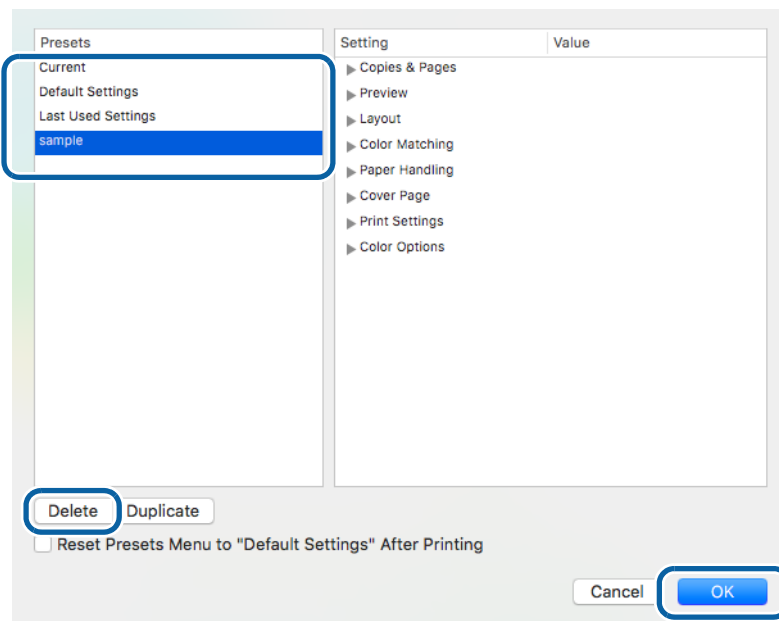 Presets
Current
Default Settings
Last Used Settings
sample
Setting Value
Copies & Pages
Preview
Layout
Color Matching
Paper Handling
Cover Page
Print Settings
Color Options
Delete Duplicate
Reset Presets Menu to "Default Settings" After Printing
Cancel OK